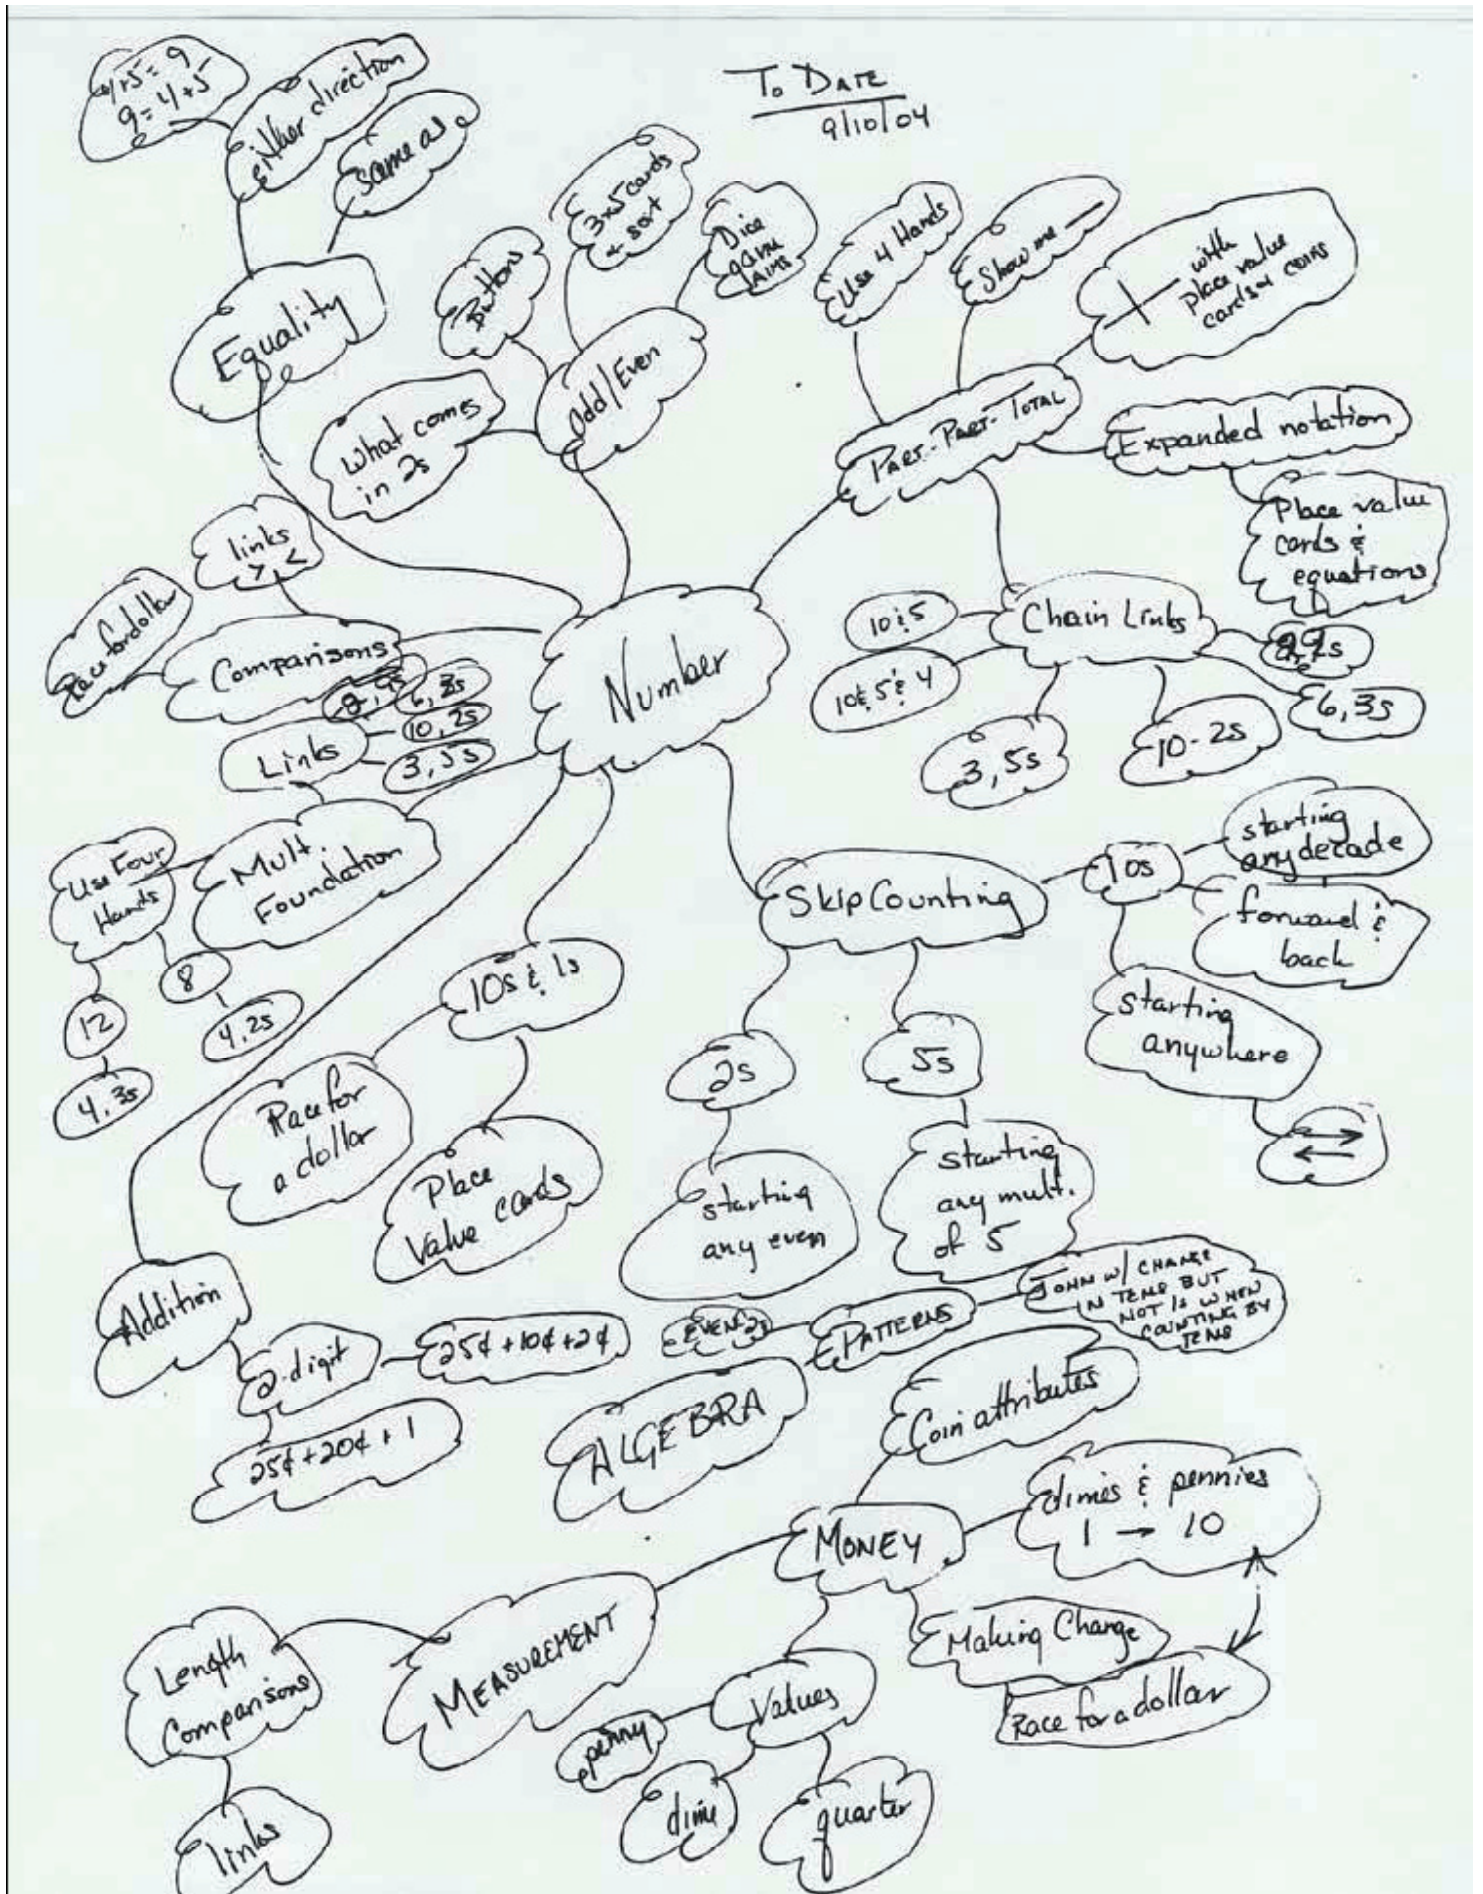 To DATE
9/10/04
4+5=9
9=4+5
either direction
same as
Equality
Buttons
3x5 cards
& sort
Dice
game
odd/Even
What comes
in 2s
Use 4 Hands
Show me
with
place value
cards & coins
PART-PART-TOTAL
Expanded notation
Place value
cards &
equations
Chain Links
10 & 5
10 & 5 & 4
3, 5s
10-2s
6, 3s
links
> <
Race for dollar
Comparisons
6, 3s
10, 2s
3, 5s
Links
Number
Mult.
Foundation
Use Four
Hands
8
4, 2s
12
4, 3s
10s & 1s
Race for
a dollar
Place
Value cards
Skip Counting
10s
starting
any decade
forward &
back
starting
anywhere
2s
starting
any even
5s
starting
any mult.
of 5
Addition
2-digit
25¢+10¢+2¢
25¢+20¢+1
EVEN 2s
PATTERNS
JOHN W/ CHANGE
IN TENS BUT
NOT 1s WHEN
COUNTING BY
TENS
ALGEBRA
Coin attributes
MONEY
dimes & pennies
1 → 10
Making Change
Race for a dollar
Values
penny
dime
quarter
MEASUREMENT
Length
Comparisons
links